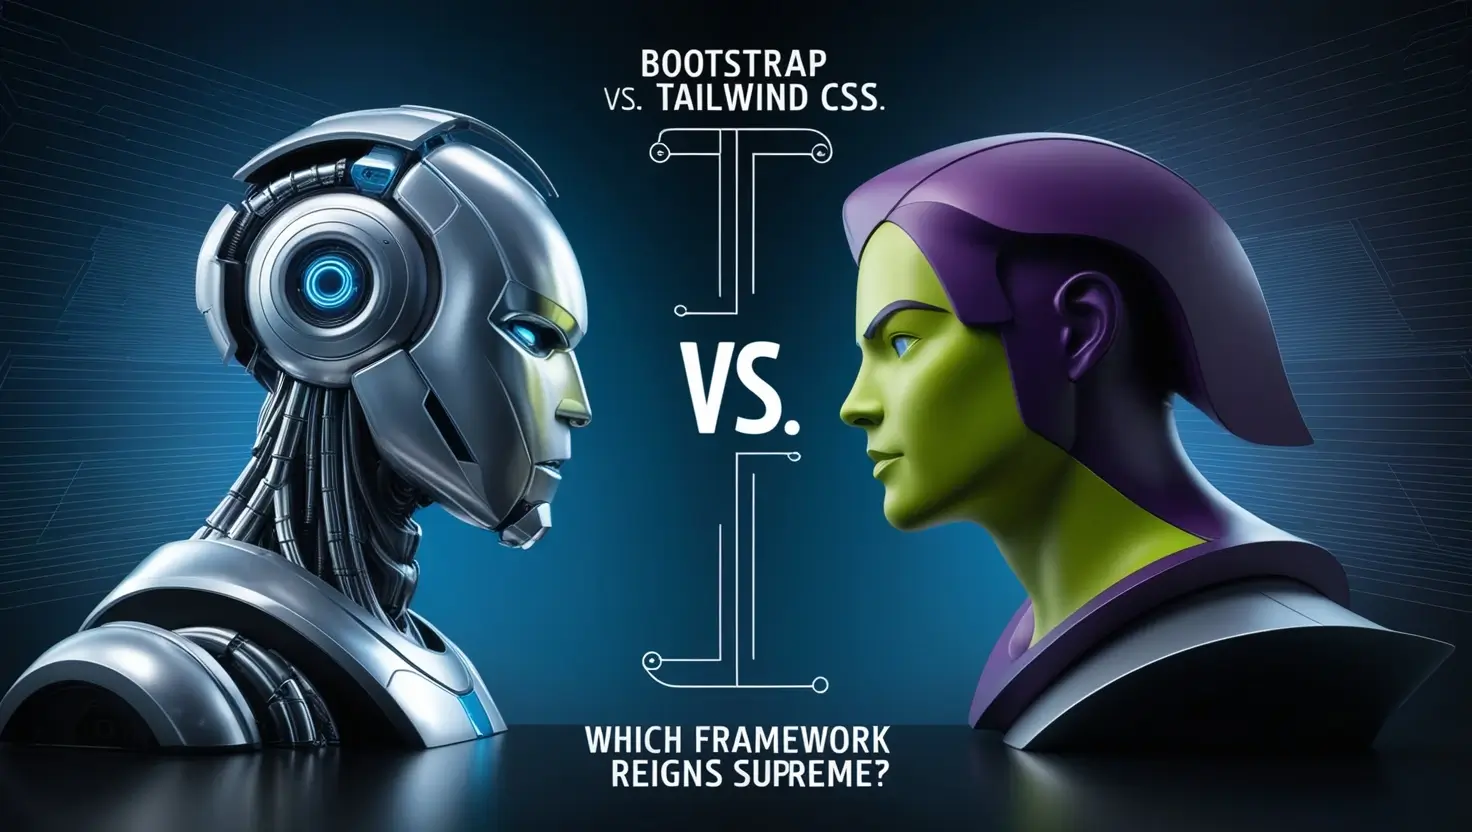 BOOTSTRAP
VS. TAILWIND CSS.
VS.
WHICH FRAMEWORK
REIGNS SUPREME?